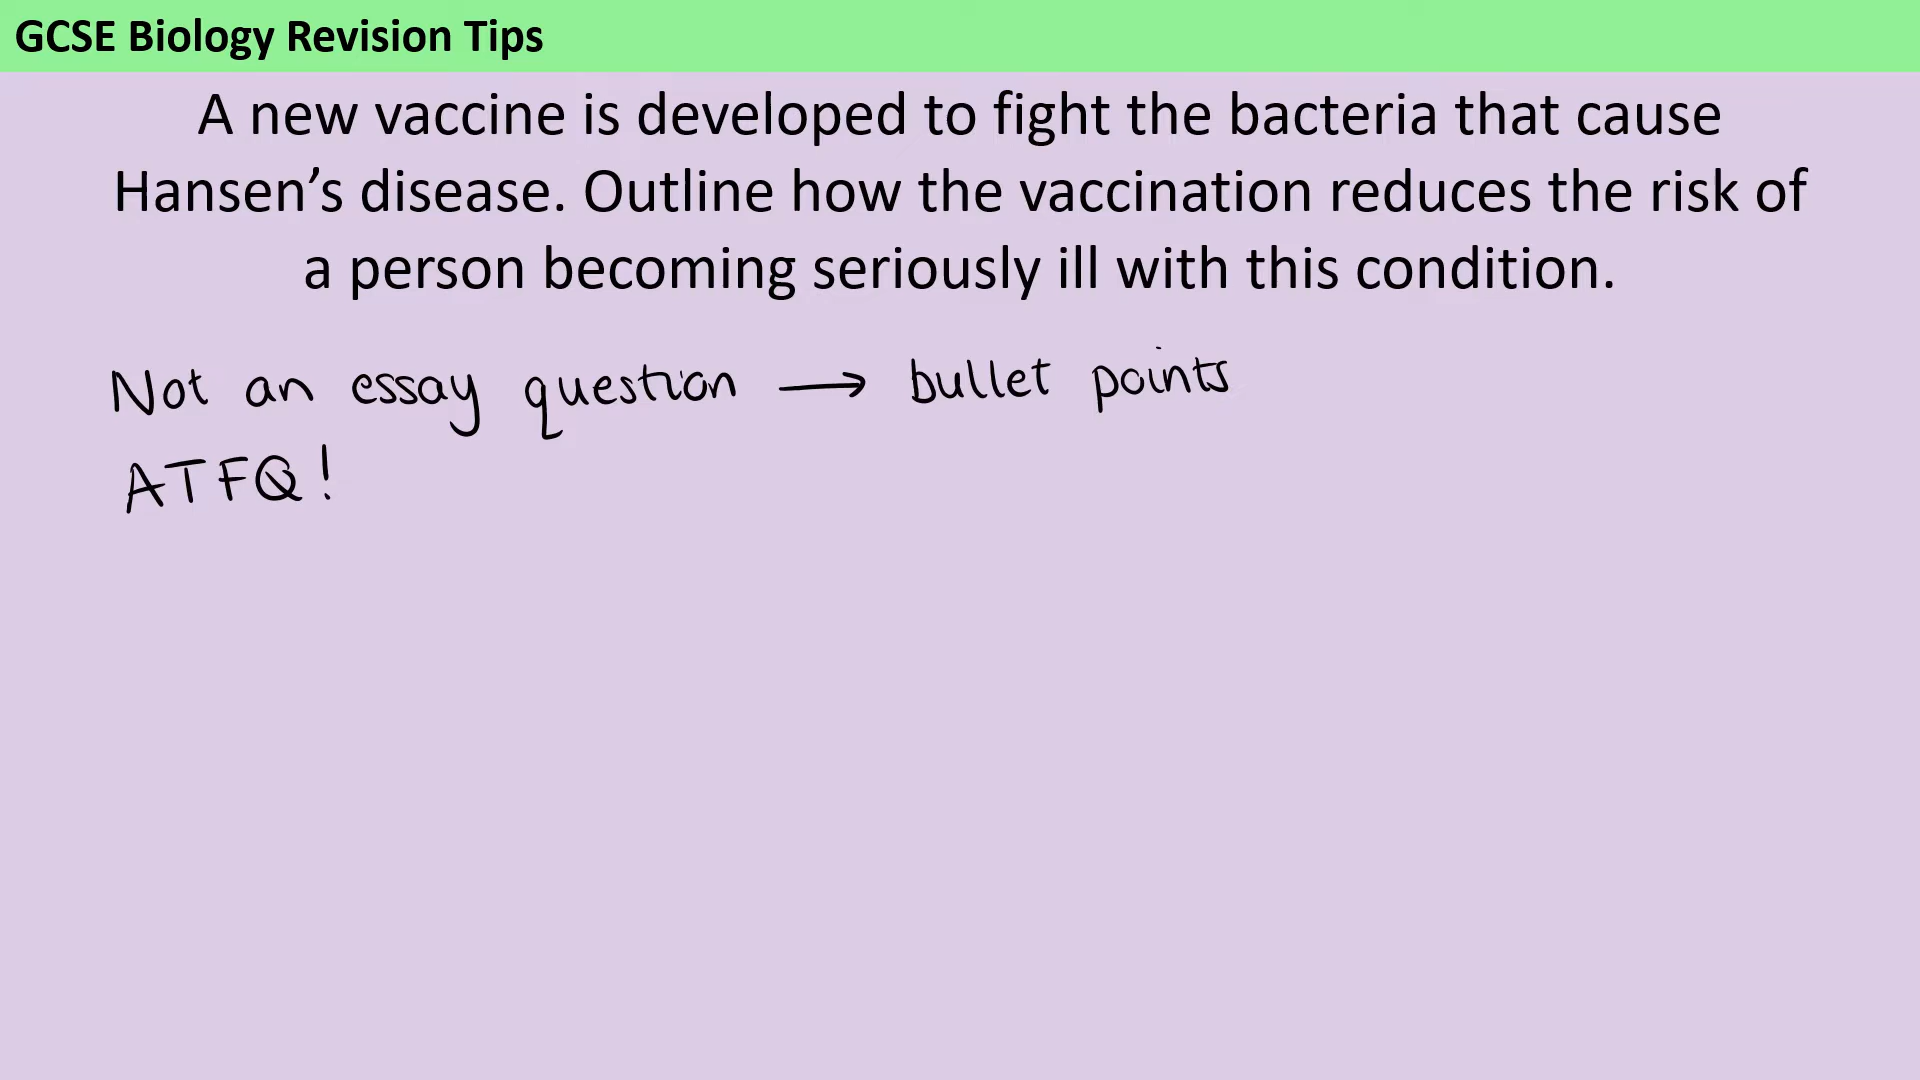 GCSE Biology Revision Tips
A new vaccine is developed to fight the bacteria that cause
Hansen’s disease. Outline how the vaccination reduces the risk of
a person becoming seriously ill with this condition.
Not an essay question → bullet points
ATFQ!